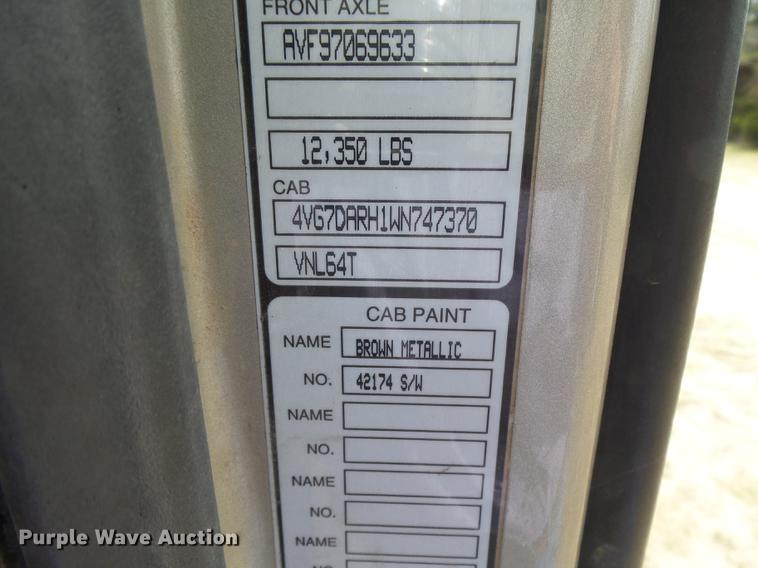 FRONT AXLE
AVF97069633
12,350 LBS
CAB
4VG7DARH1WN747370
VNL64T
CAB PAINT
NAME BROWN METALLIC
NO. 42174 S/W
NAME
NO.
NAME
NO.
NAME
NO.
Purple Wave Auction